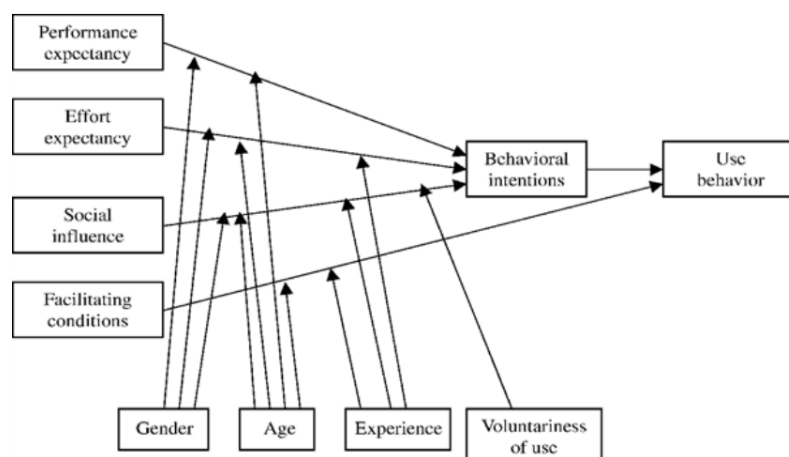 Performance
expectancy
Effort
expectancy
Behavioral
intentions
Use
behavior
Social
influence
Facilitating
conditions
Gender
Age
Experience
Voluntariness
of use